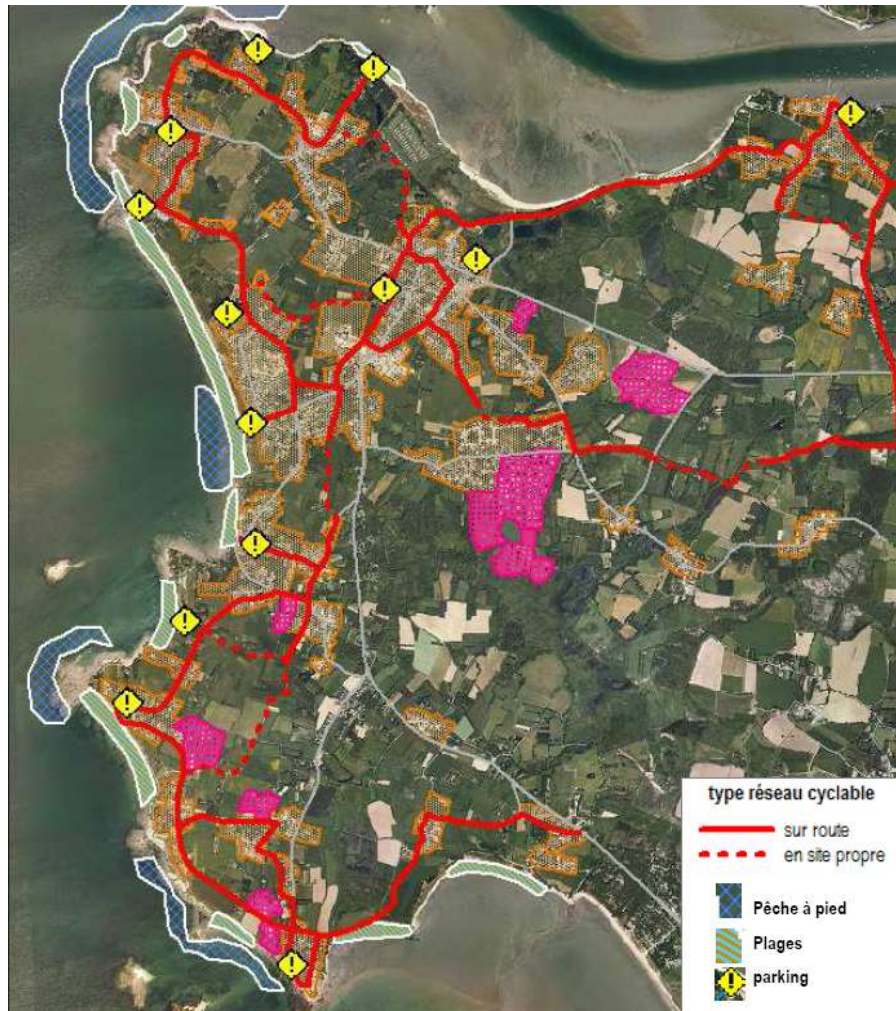 type réseau cyclable
sur route
en site propre
Pêche à pied
Plages
parking